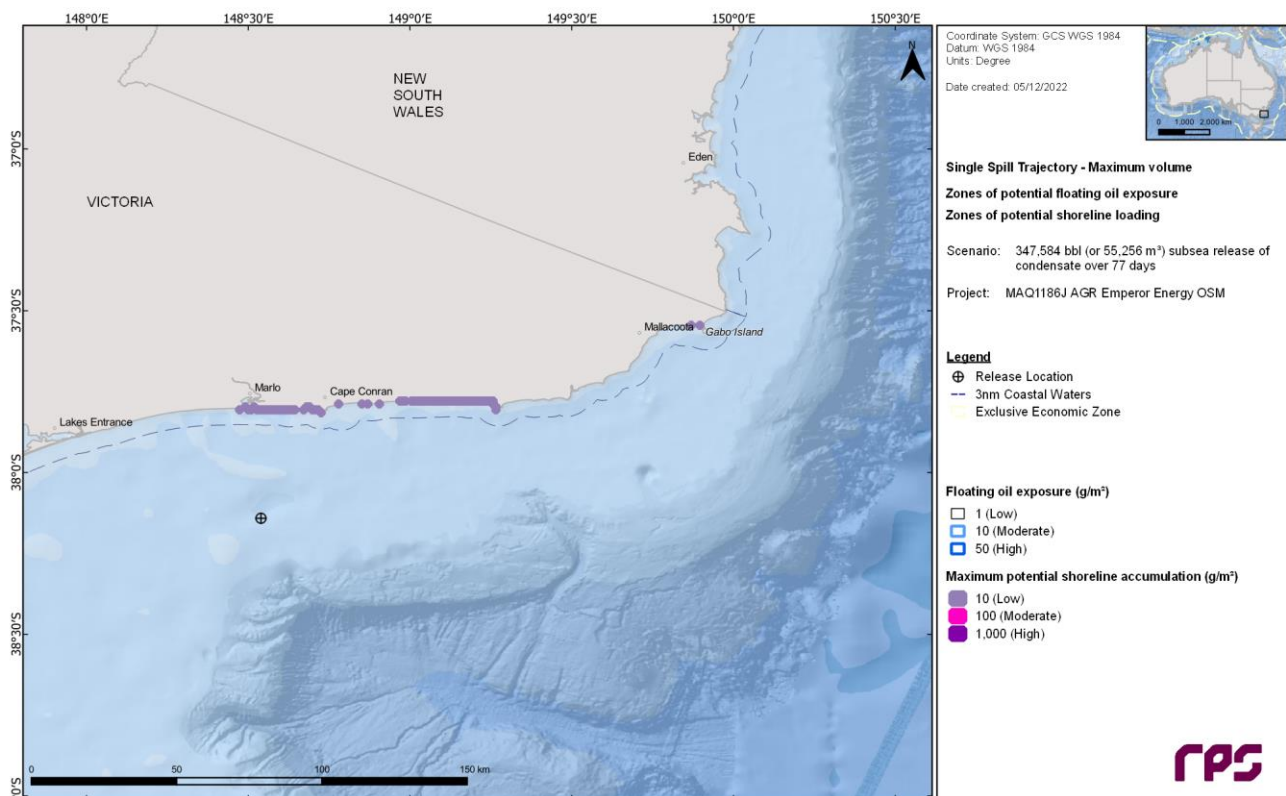 148°0'E 148°30'E 149°0'E 149°30'E 150°0'E 150°30'E
37°0'S
37°30'S
38°0'S
38°30'S
0°S
NEW
SOUTH
WALES
VICTORIA
Eden
Mallacoota
Gabo Island
Marlo
Cape Conran
Lakes Entrance
0 50 100 150 km
Coordinate System: GCS WGS 1984
Datum: WGS 1984
Units: Degree
Date created: 05/12/2022
N
0 1,000 2,000 km
Single Spill Trajectory - Maximum volume
Zones of potential floating oil exposure
Zones of potential shoreline loading
Scenario: 347,584 bbl (or 55,256 m³) subsea release of
condensate over 77 days
Project: MAQ1186J AGR Emperor Energy OSM
Legend
Release Location
3nm Coastal Waters
Exclusive Economic Zone
Floating oil exposure (g/m²)
1 (Low)
10 (Moderate)
50 (High)
Maximum potential shoreline accumulation (g/m²)
10 (Low)
100 (Moderate)
1,000 (High)
rps